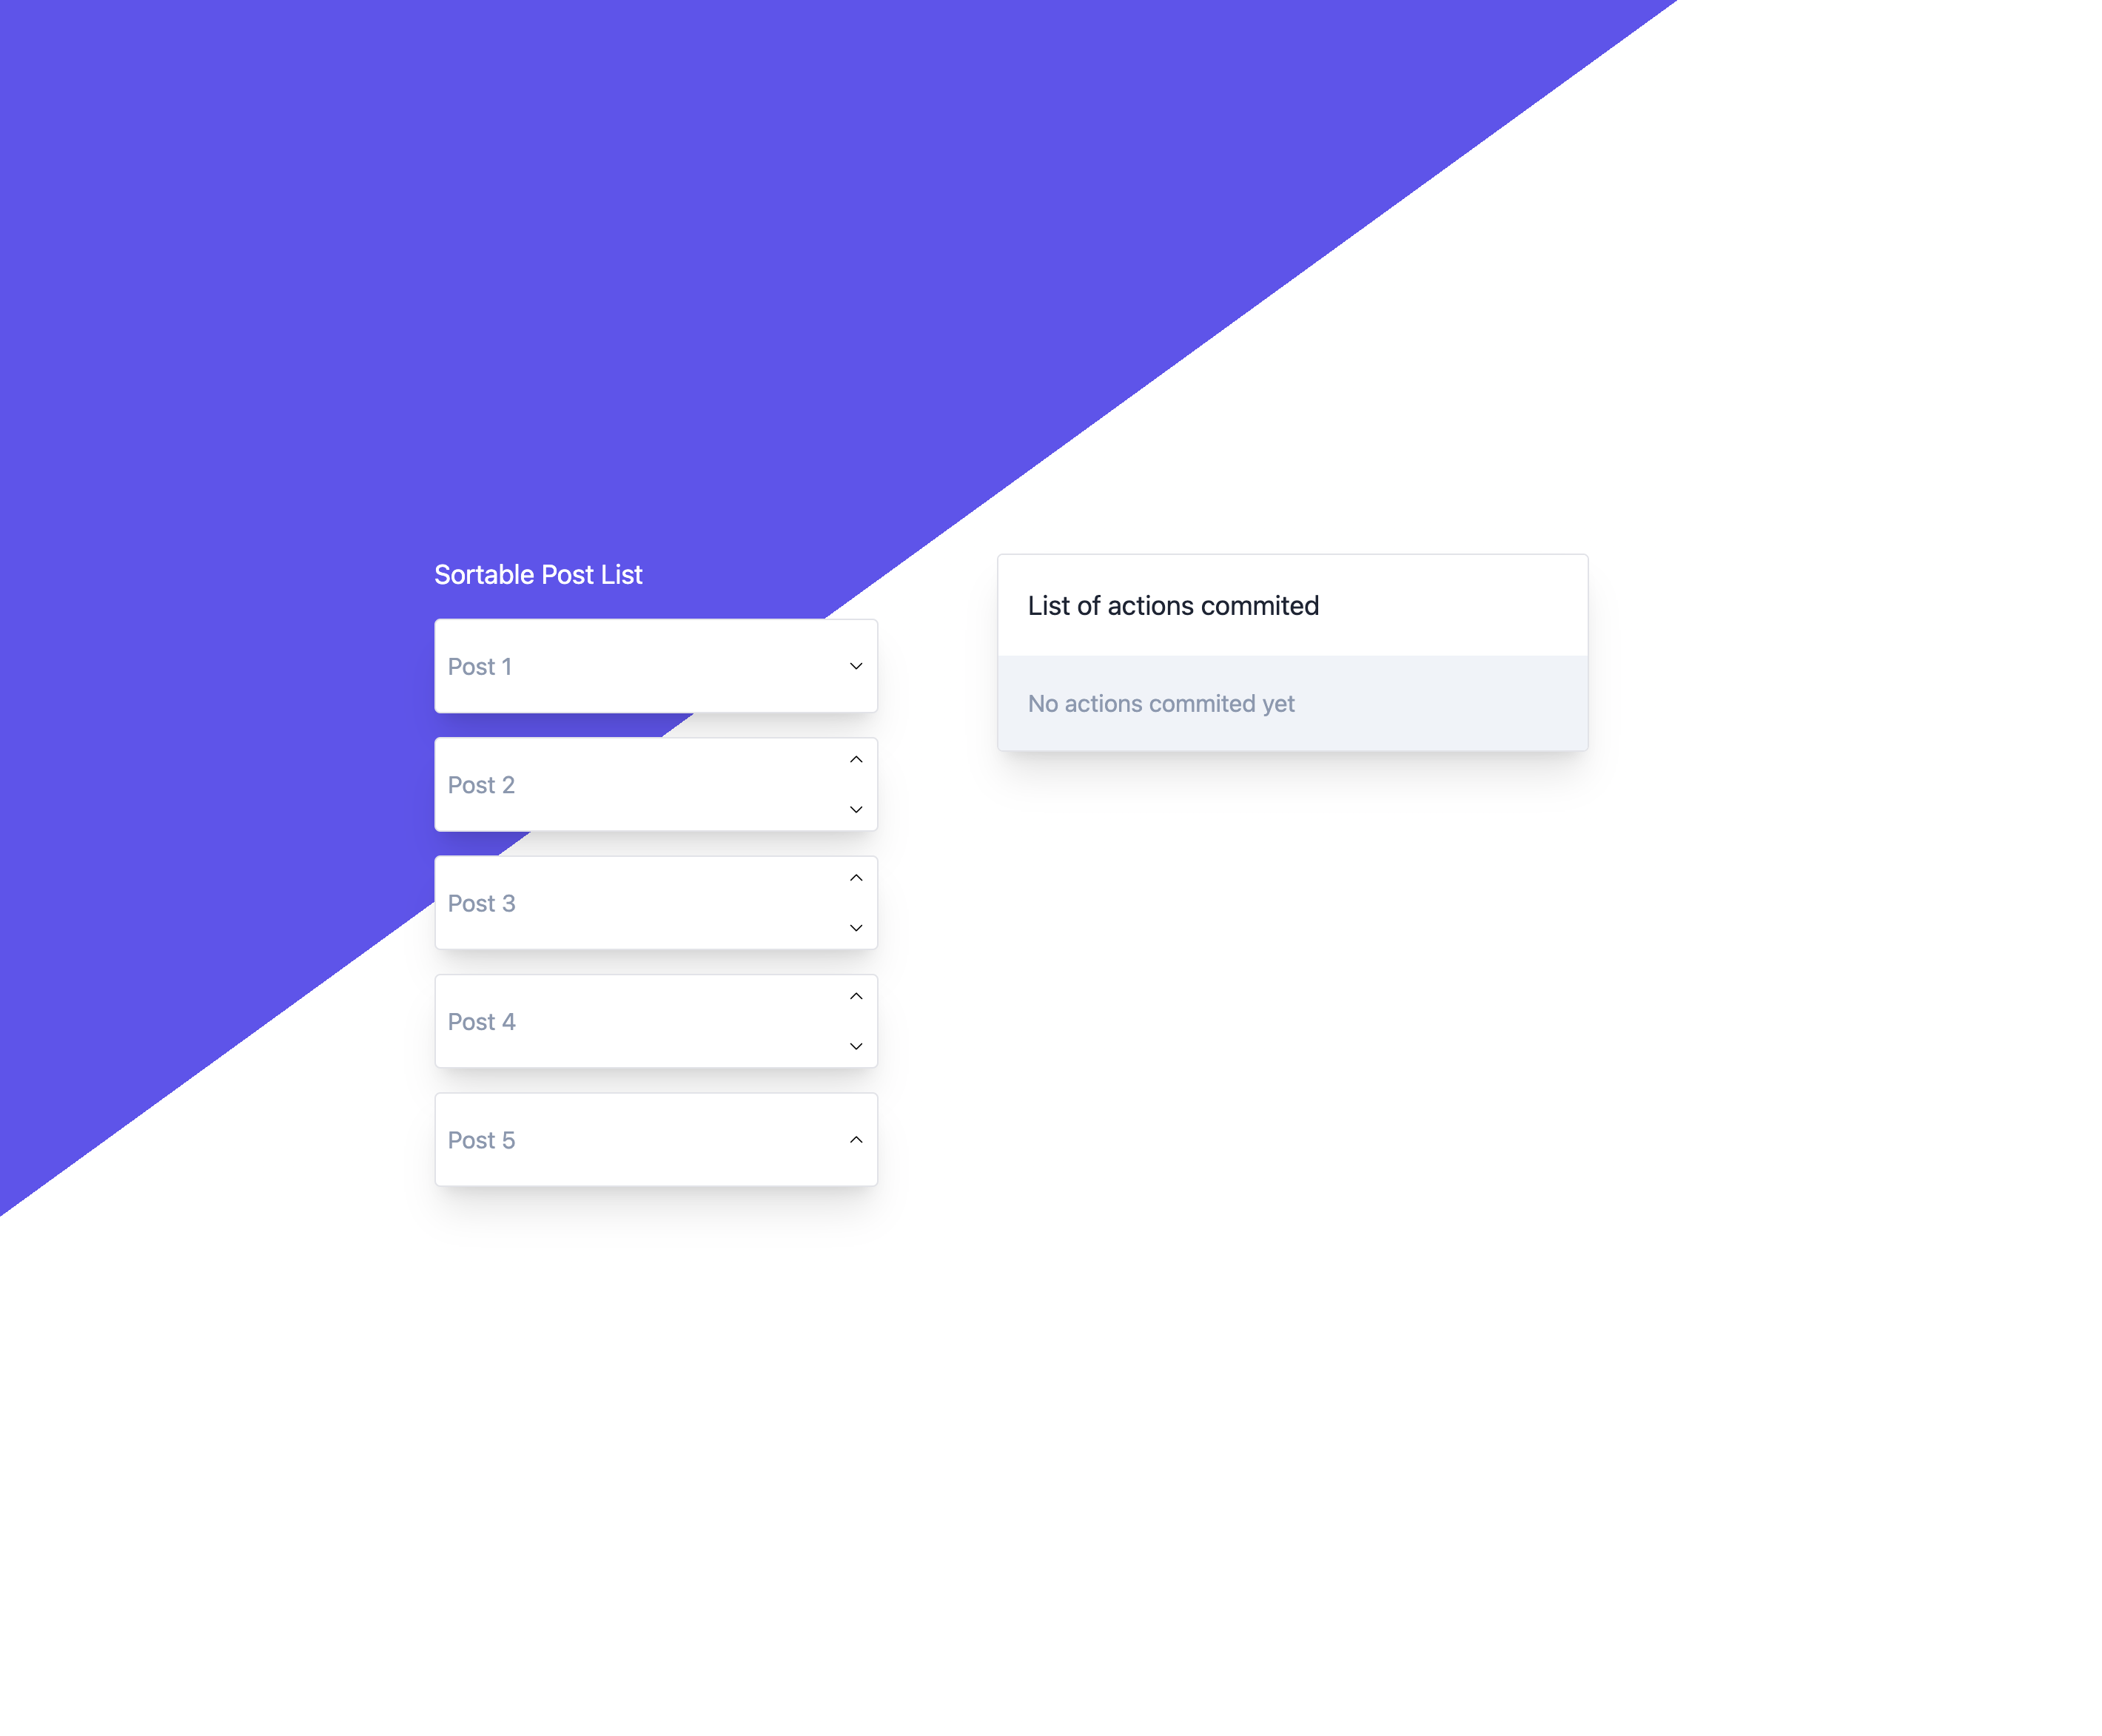 Sortable Post List
Post 1
Post 2
Post 3
Post 4
Post 5
List of actions commited
No actions commited yet